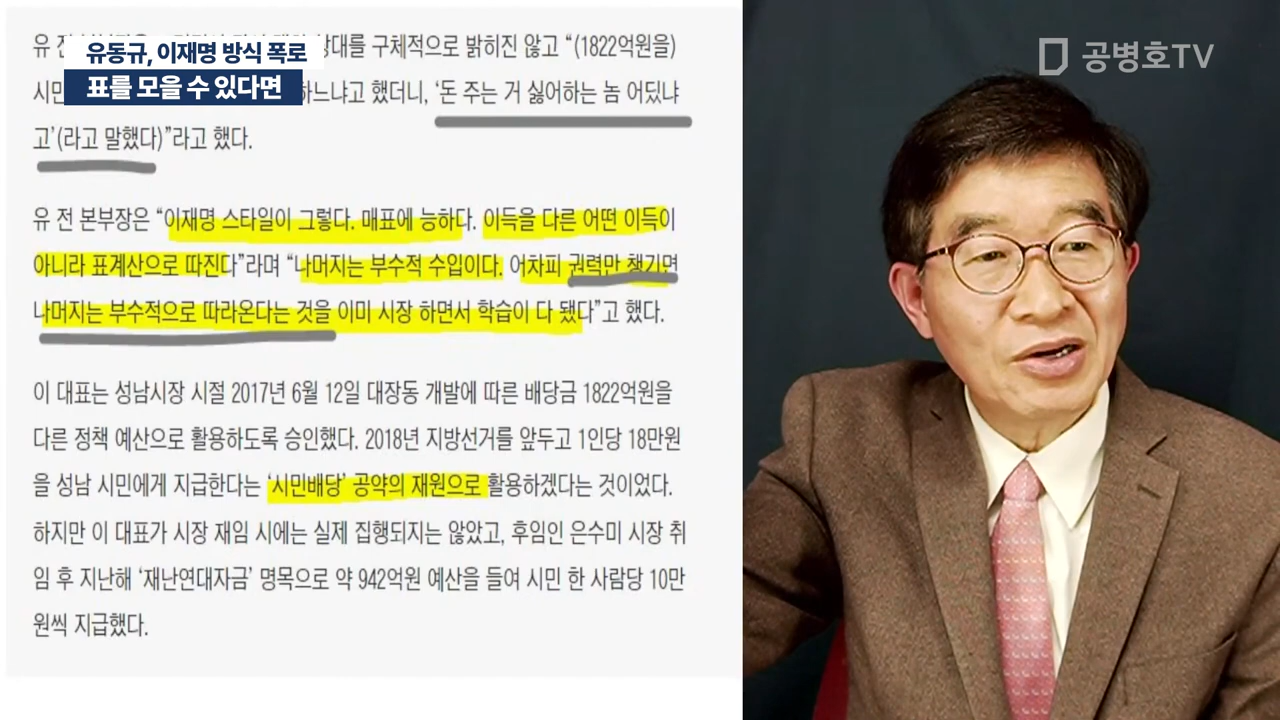 유동규, 이재명 방식 폭로
표를 모을 수 있다면
공병호TV
유 상대를 구체적으로 밝히진 않고 “(1822억원을)
시민 하느냐고 했더니, ‘돈 주는 거 싫어하는 놈 어딨냐
고’(라고 말했다)”라고 했다.
유 전 본부장은 “이재명 스타일이 그렇다. 매표에 능하다. 이득을 다른 어떤 이득이
아니라 표계산으로 따진다”라며 “나머지는 부수적 수입이다. 어차피 권력만 챙기면
나머지는 부수적으로 따라온다는 것을 이미 시장 하면서 학습이 다 됐다”고 했다.
이 대표는 성남시장 시절 2017년 6월 12일 대장동 개발에 따른 배당금 1822억원을
다른 정책 예산으로 활용하도록 승인했다. 2018년 지방선거를 앞두고 1인당 18만원
을 성남 시민에게 지급한다는 ‘시민배당’ 공약의 재원으로 활용하겠다는 것이었다.
하지만 이 대표가 시장 재임 시에는 실제 집행되지는 않았고, 후임인 은수미 시장 취
임 후 지난해 ‘재난연대자금’ 명목으로 약 942억원 예산을 들여 시민 한 사람당 10만
원씩 지급했다.